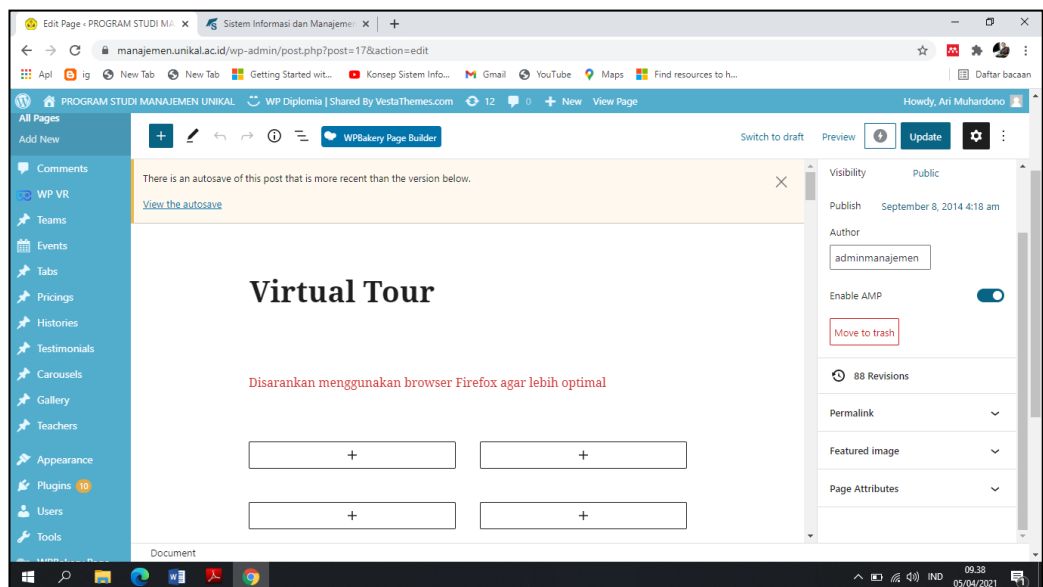 Edit Page ‹ PROGRAM STUDI MA
Sistem Informasi dan Manajemen
manajemen.unikal.ac.id/wp-admin/post.php?post=17&action=edit
Apl ig New Tab New Tab Getting Started wit... Konsep Sistem Info... Gmail YouTube Maps Find resources to h... Daftar bacaan
PROGRAM STUDI MANAJEMEN UNIKAL WP Diplomia | Shared By VestaThemes.com 12 0 + New View Page Howdy, Ari Muhardono
All Pages
Add New
Comments
WP VR
Teams
Events
Tabs
Pricings
Histories
Testimonials
Carousels
Gallery
Teachers
Appearance
Plugins 10
Users
Tools
WPBakery Page Builder
Switch to draft Preview Update
There is an autosave of this post that is more recent than the version below.
View the autosave
Virtual Tour
Disarankan menggunakan browser Firefox agar lebih optimal
+ +
+ +
Document
Visibility Public
Publish September 8, 2014 4:18 am
Author
adminmanajemen
Enable AMP
Move to trash
88 Revisions
Permalink
Featured image
Page Attributes
IND
09.38
05/04/2021